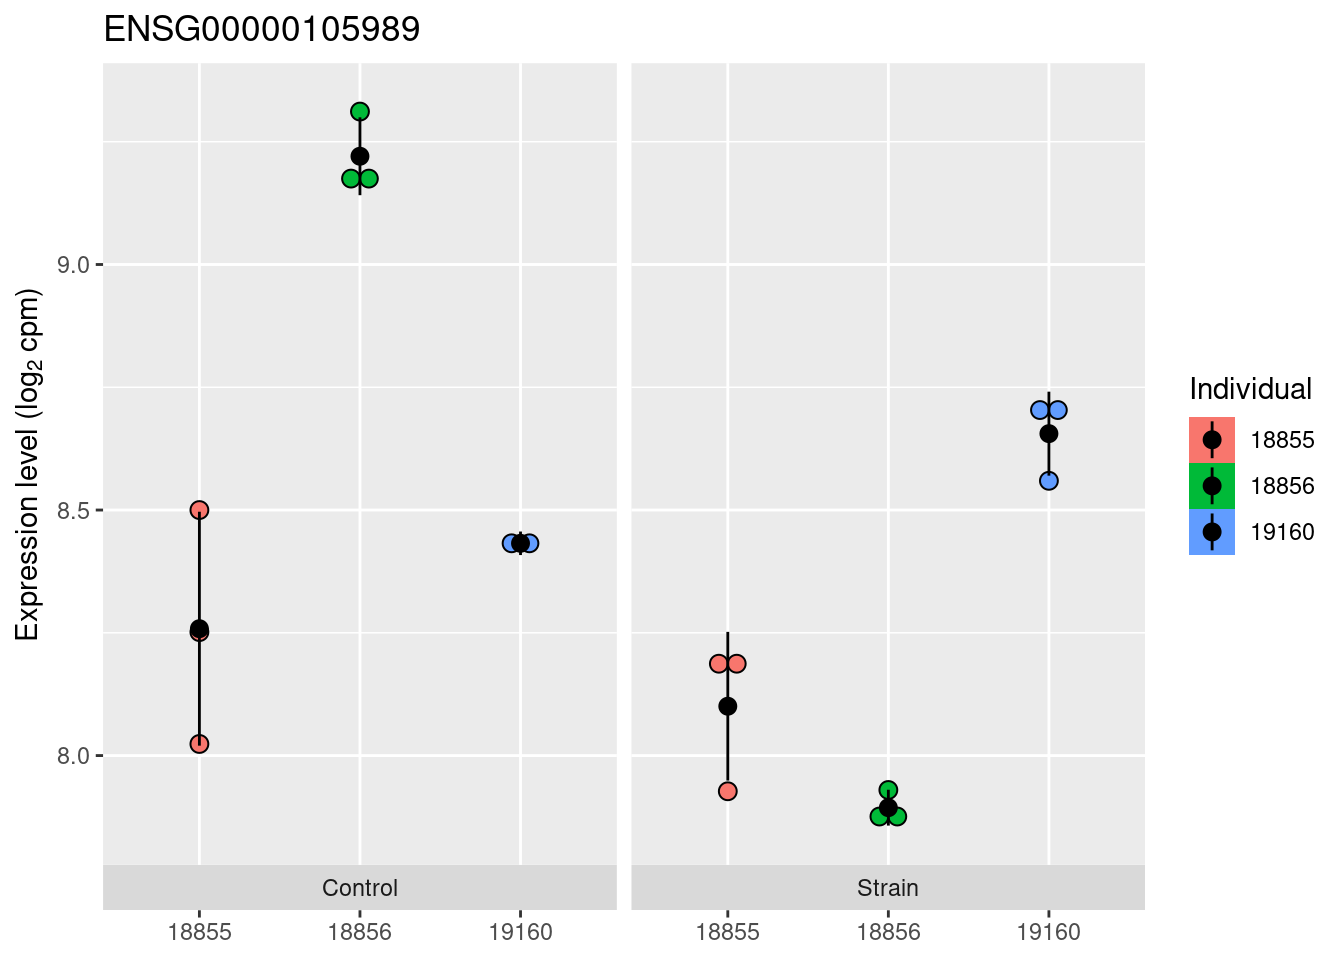 ENSG00000105989
Expression level (log₂ cpm)
9.0
8.5
8.0
Control
Strain
18855
18856
19160
18855
18856
19160
Individual
18855
18856
19160